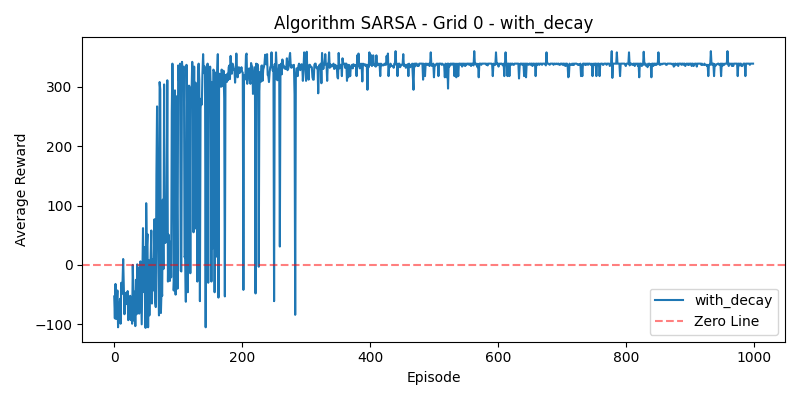 Algorithm SARSA - Grid 0 - with_decay
Average Reward
300
200
100
0
−100
0
200
400
600
800
1000
Episode
with_decay
Zero Line